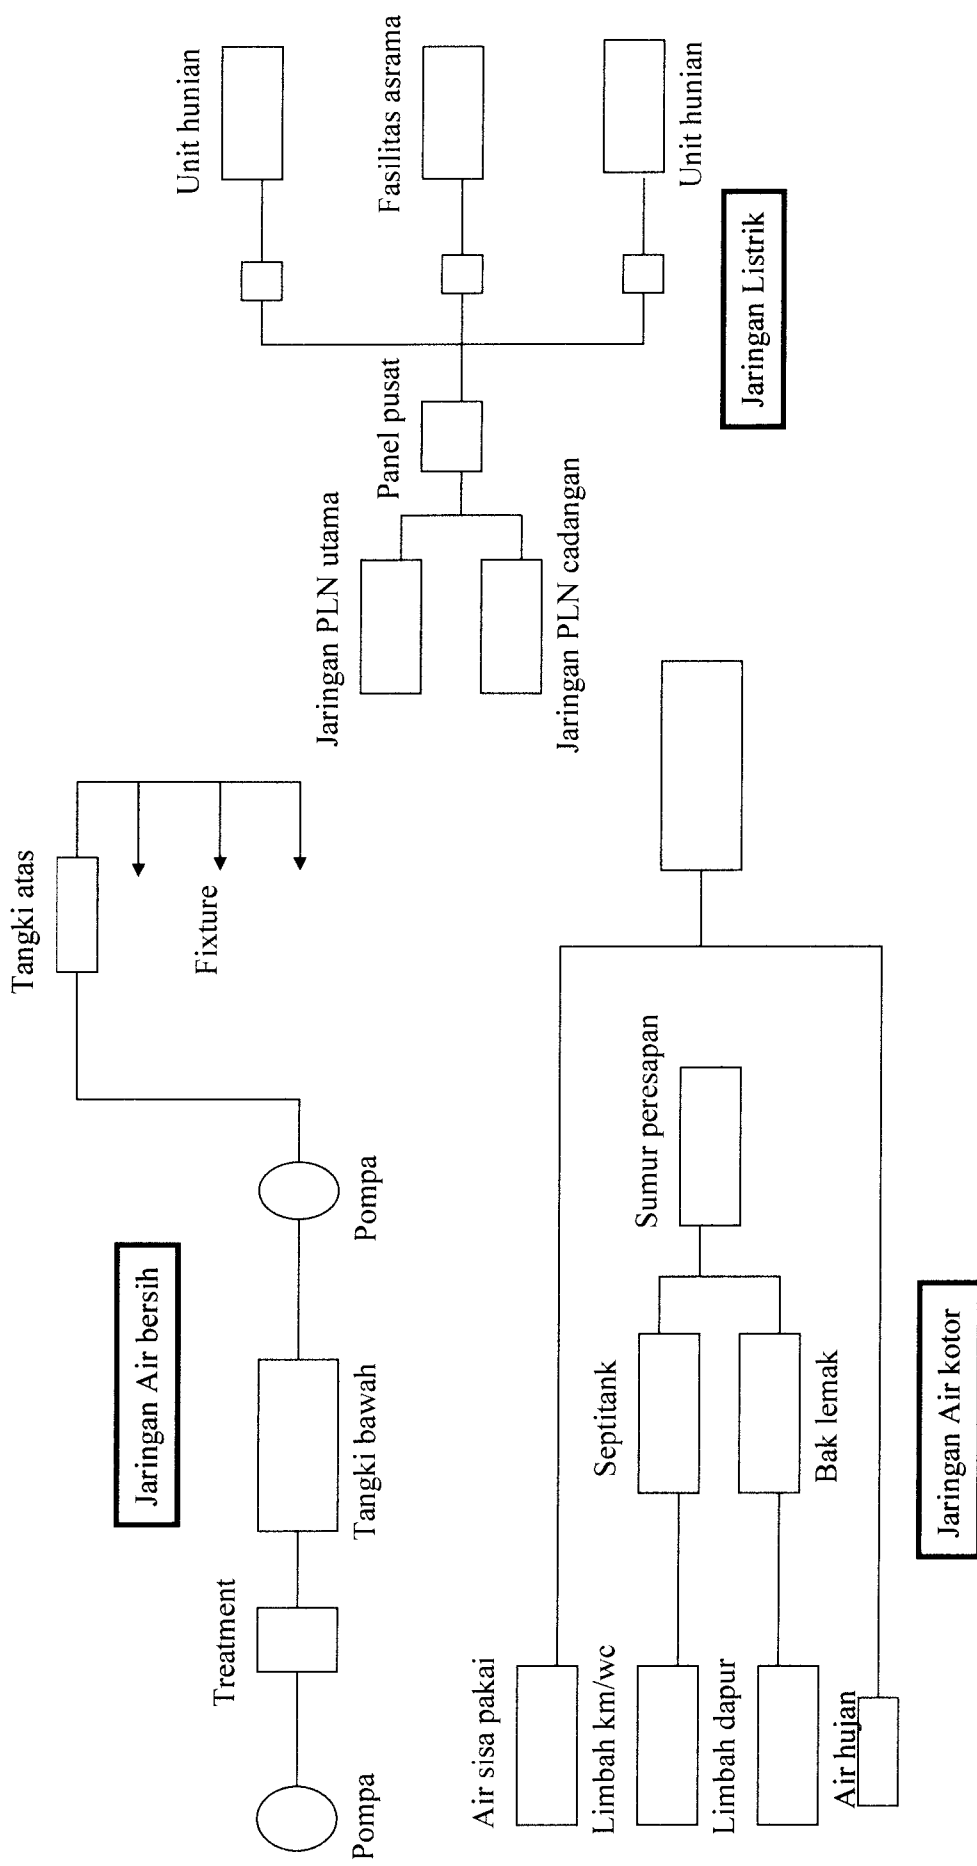 Jaringan Air bersih
Tangki atas
Fixture
Treatment
Pompa
Tangki bawah
Pompa
Jaringan PLN utama
Jaringan PLN cadangan
Panel pusat
Unit hunian
Fasilitas asrama
Unit hunian
Jaringan Listrik
Air sisa pakai
Limbah km/wc
Limbah dapur
Air hujan
Septitank
Bak lemak
Sumur peresapan
Jaringan Air kotor